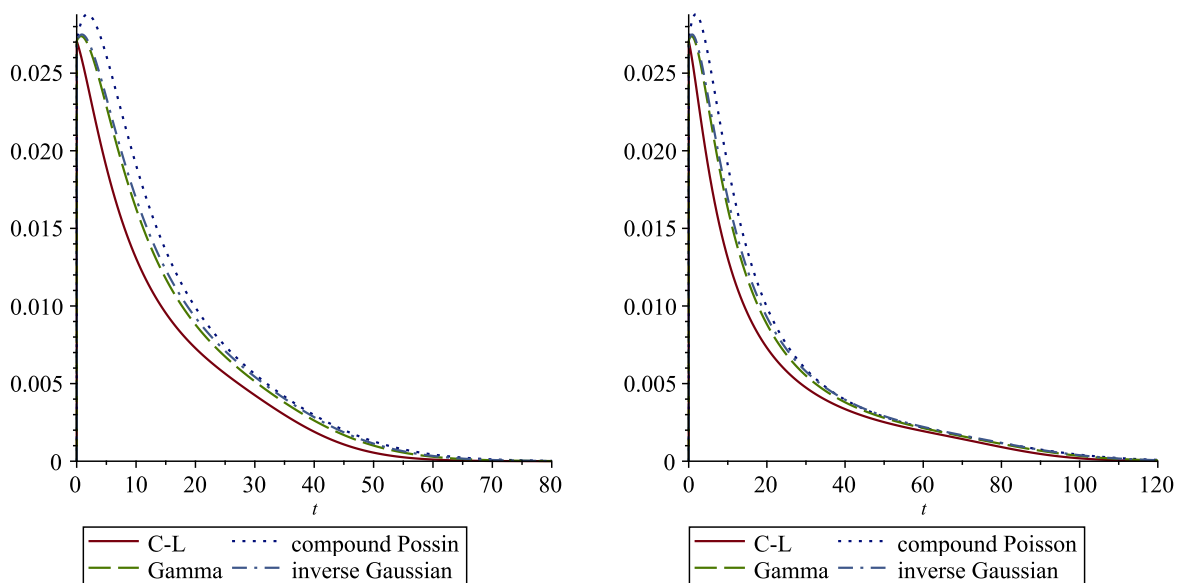 0.025
0.020
0.015
0.010
0.005
0
0 10 20 30 40 50 60 70 80
t
C-L compound Possin
Gamma inverse Gaussian
0.025
0.020
0.015
0.010
0.005
0
0 20 40 60 80 100 120
t
C-L compound Poisson
Gamma inverse Gaussian